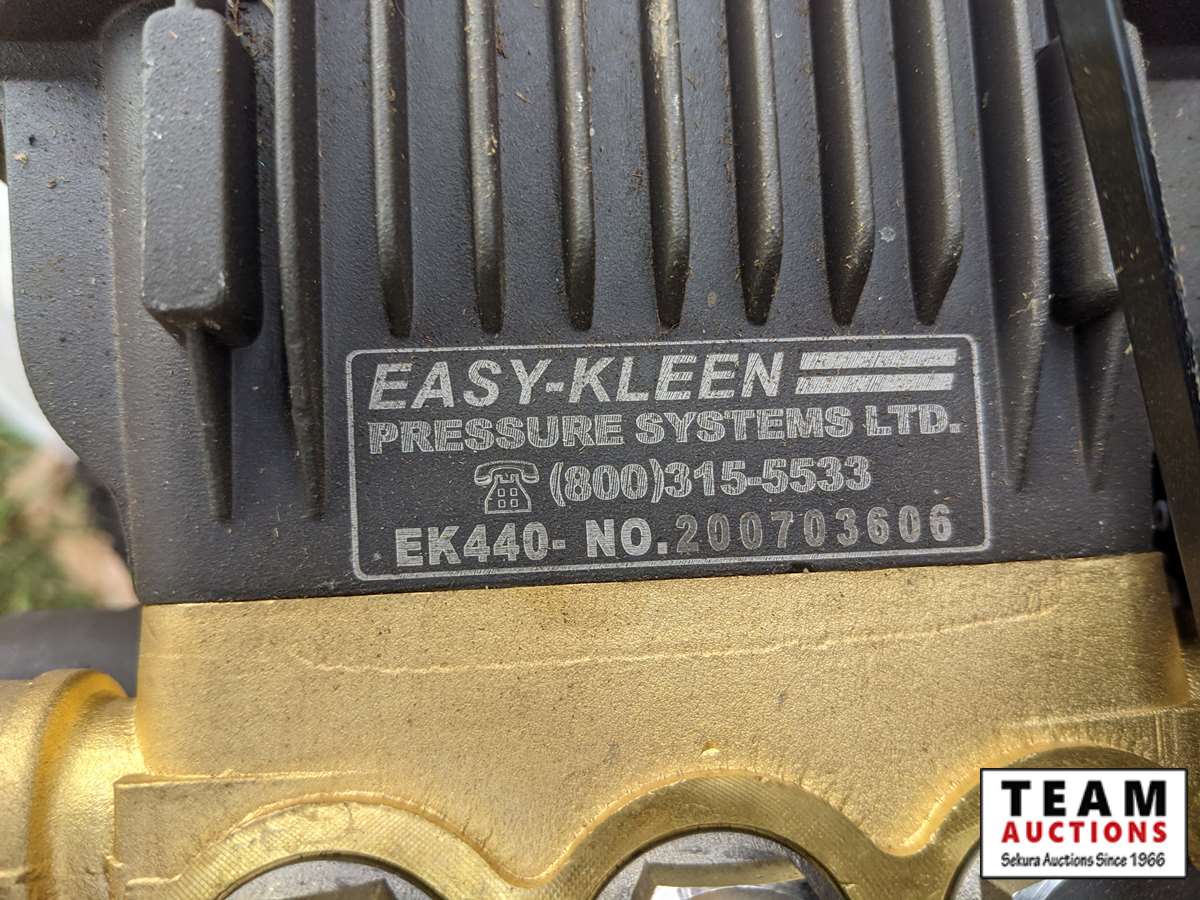 EASY-KLEEN
PRESSURE SYSTEMS LTD.
(800)315-5533
EK440- NO.200703606
TEAM
AUCTIONS
Sekura Auctions Since 1966